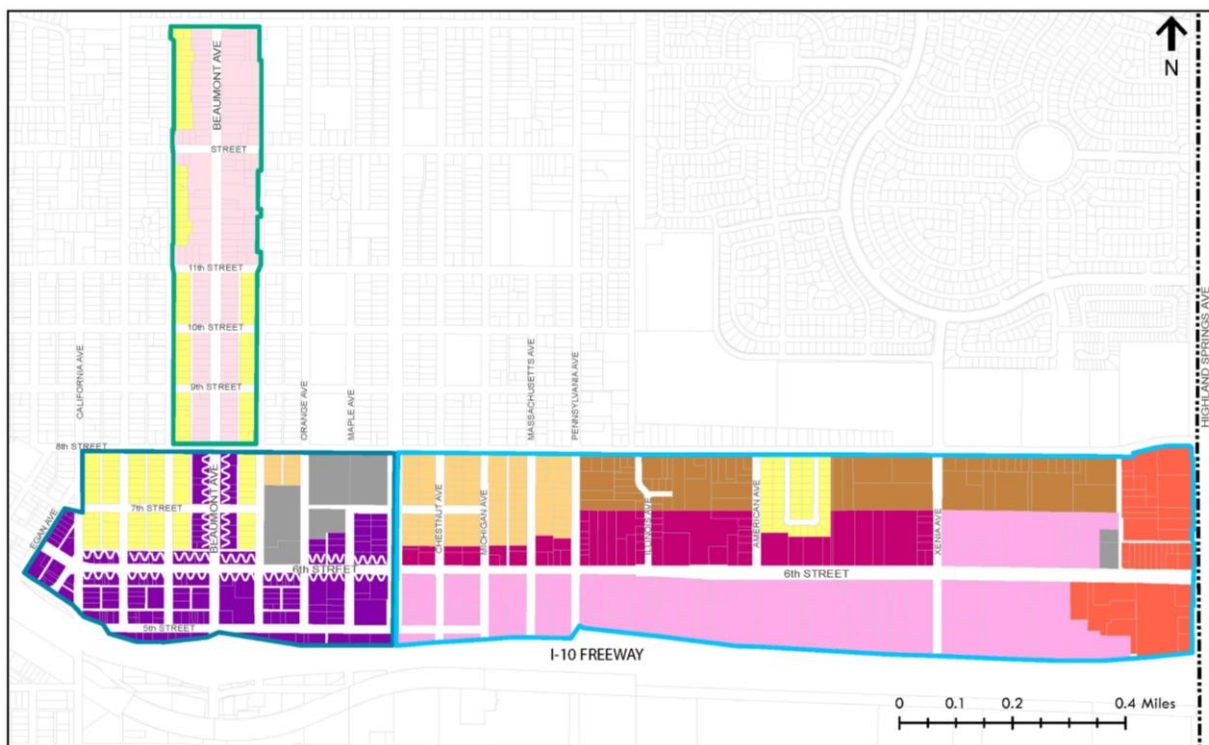 BEAUMONT AVE
N
STREET
11th STREET
10th STREET
9th STREET
CALIFORNIA AVE
ORANGE AVE
MAPLE AVE
MASSACHUSETTS AVE
PENNSYLVANIA AVE
HIGHLAND SPRINGS AVE
8th STREET
7th STREET
EGAN AVE
BEAUMONT AVE
CHESTNUT AVE
MICHIGAN AVE
ILLINOIS AVE
AMERICAN AVE
XENIA AVE
6th STREET
6th STREET
5th STREET
I-10 FREEWAY
0 0.1 0.2 0.4 Miles